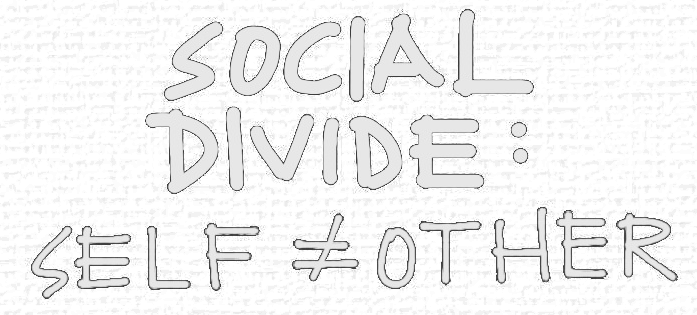 SOCIAL
DIVIDE:
SELF ≠ OTHER